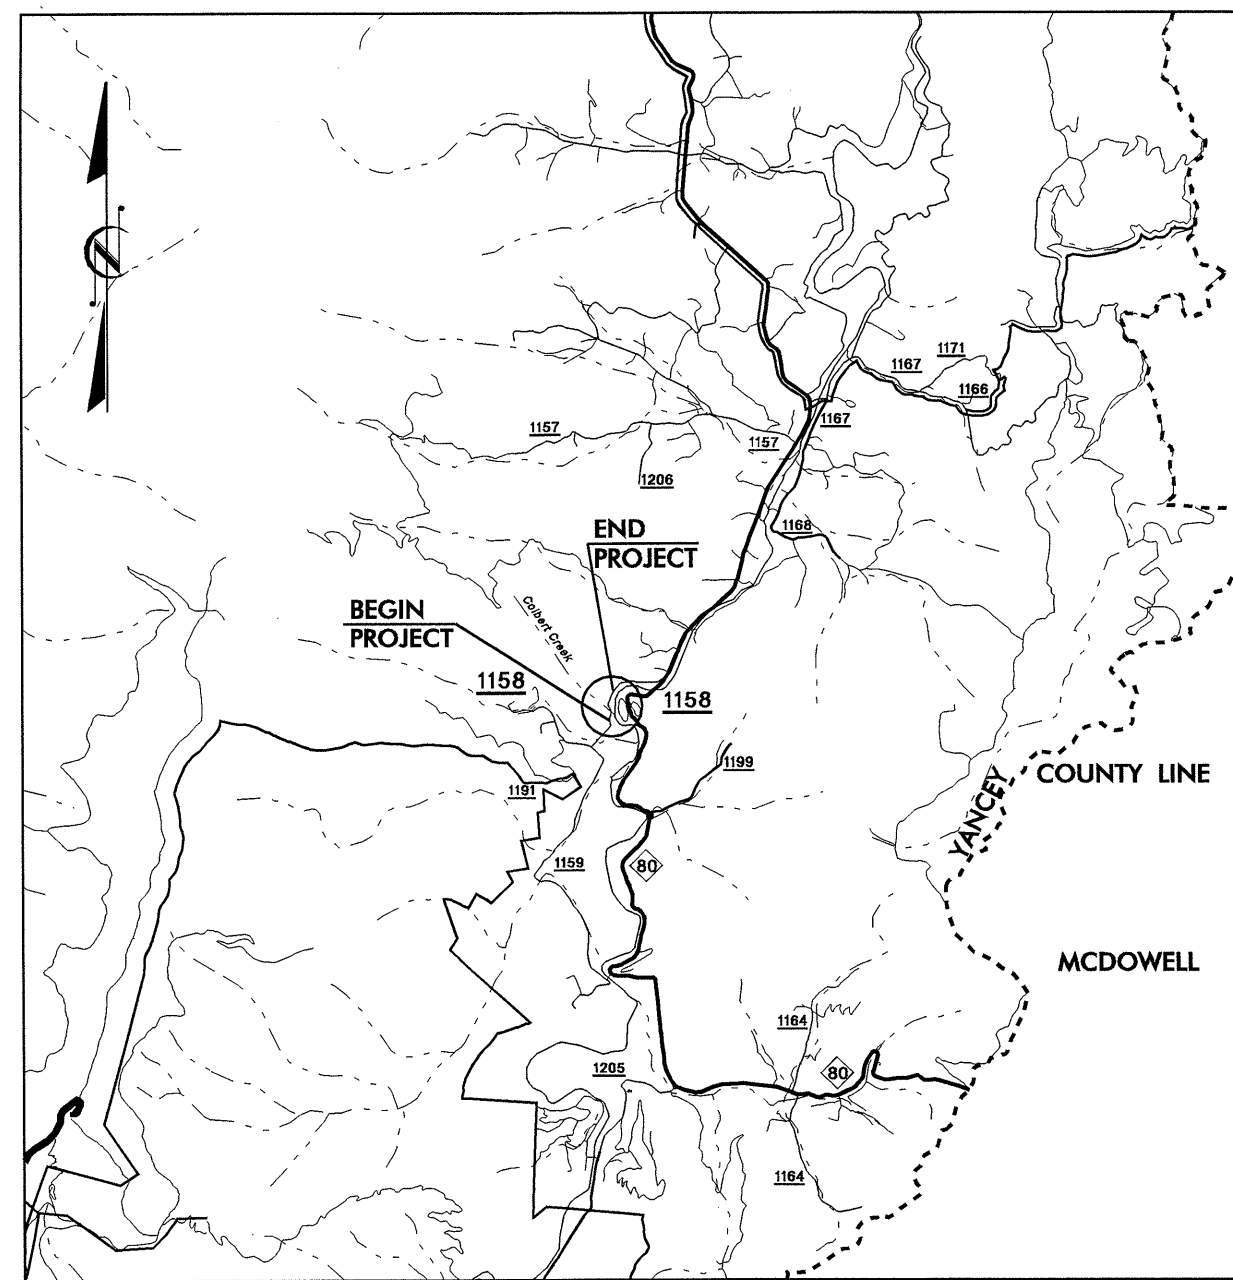 N
1171
1167
1166
1167
1157
1157
1206
1168
END
PROJECT
BEGIN
PROJECT
Colbert Creek
1158
1158
1199
1191
COUNTY LINE
YANCEY
1159
80
MCDOWELL
1164
1205
80
1164